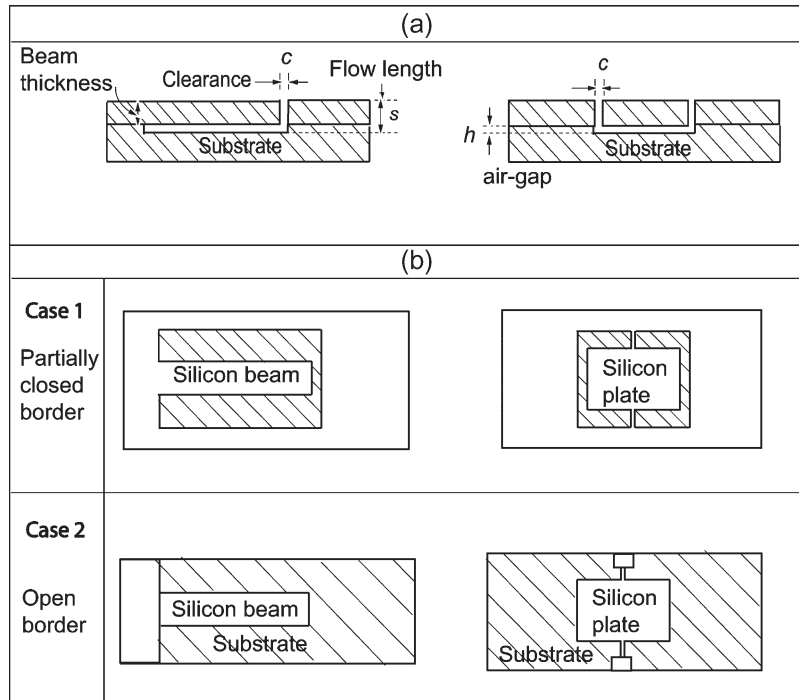 (a)
Beam
thickness
Clearance
c
Flow length
s
Substrate
c
h
Substrate
air-gap
(b)
Case 1
Partially
closed
border
Silicon beam
Silicon
plate
Case 2
Open
border
Silicon beam
Substrate
Silicon
plate
Substrate